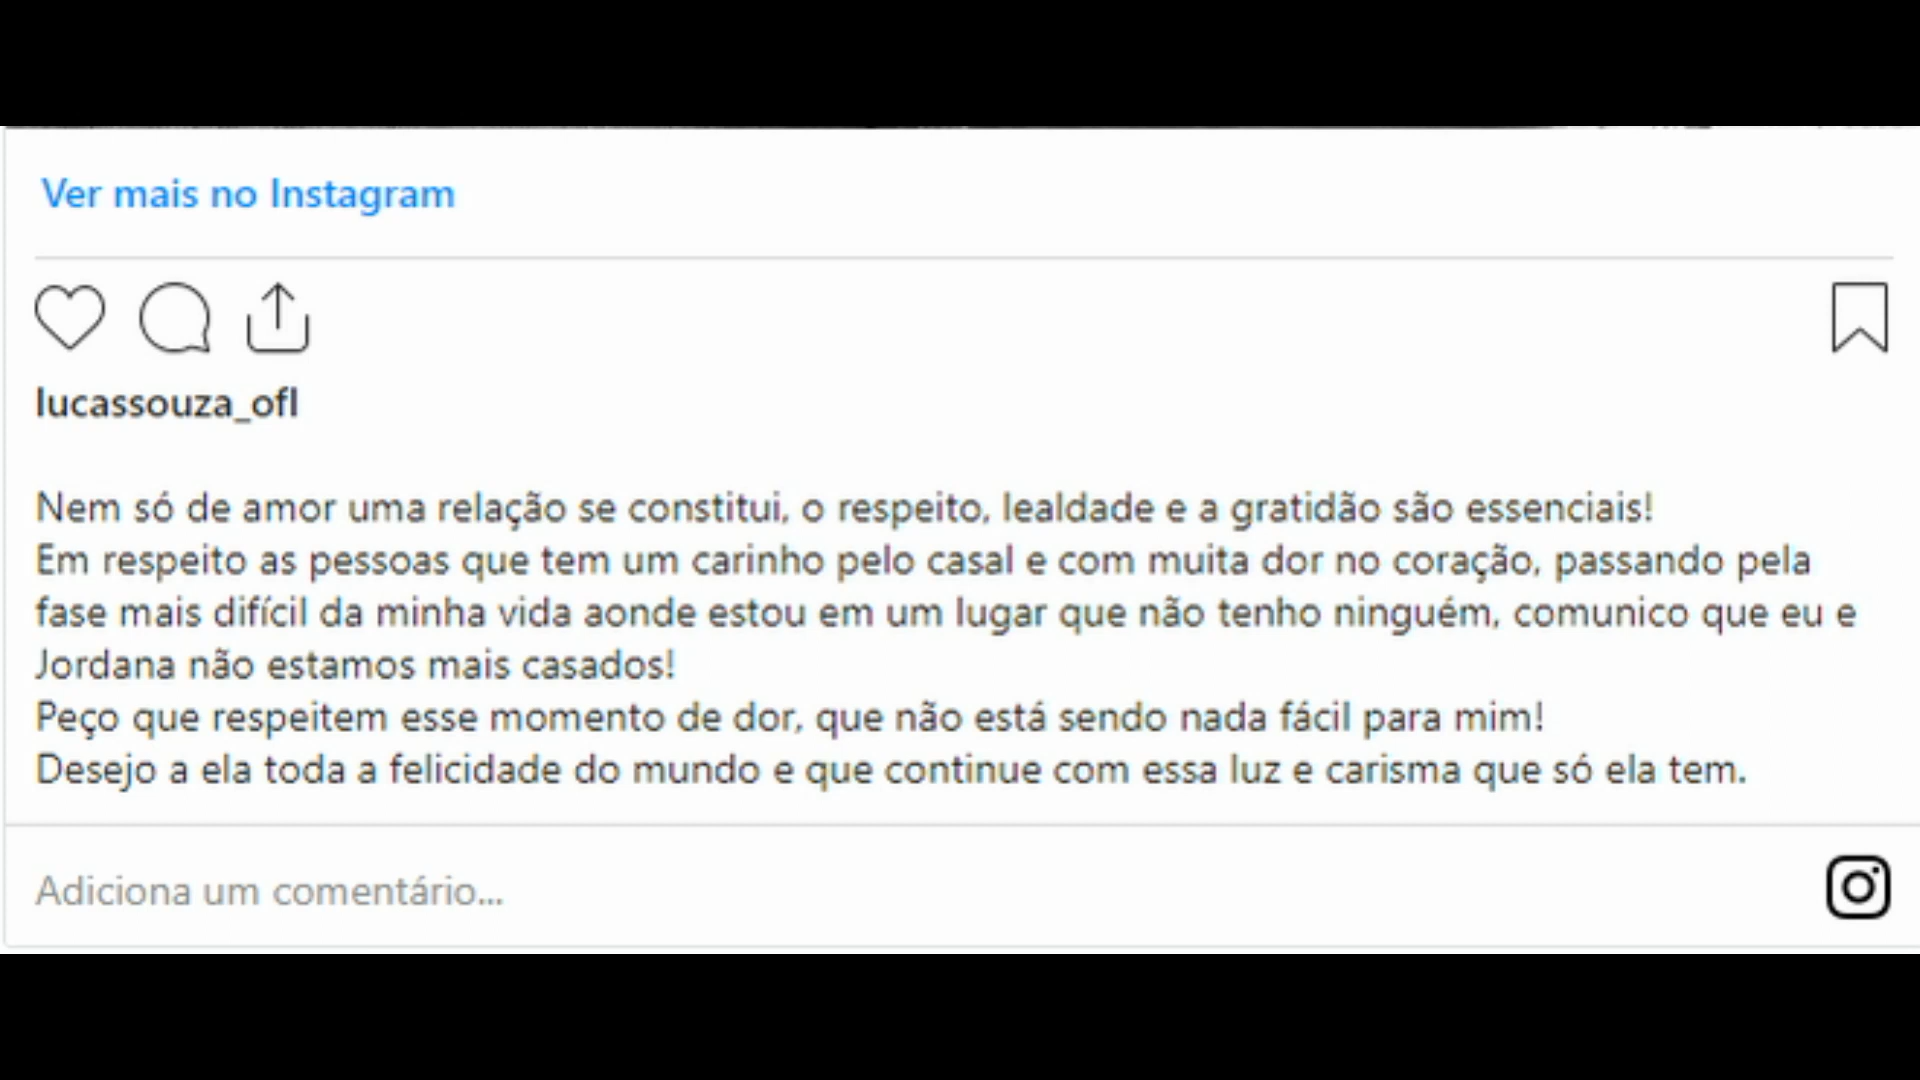 Ver mais no Instagram
lucassouza_ofl
Nem só de amor uma relação se constitui, o respeito, lealdade e a gratidão são essenciais!
Em respeito as pessoas que tem um carinho pelo casal e com muita dor no coração, passando pela
fase mais difícil da minha vida aonde estou em um lugar que não tenho ninguém, comunico que eu e
Jordana não estamos mais casados!
Peço que respeitem esse momento de dor, que não está sendo nada fácil para mim!
Desejo a ela toda a felicidade do mundo e que continue com essa luz e carisma que só ela tem.
Adiciona um comentário...